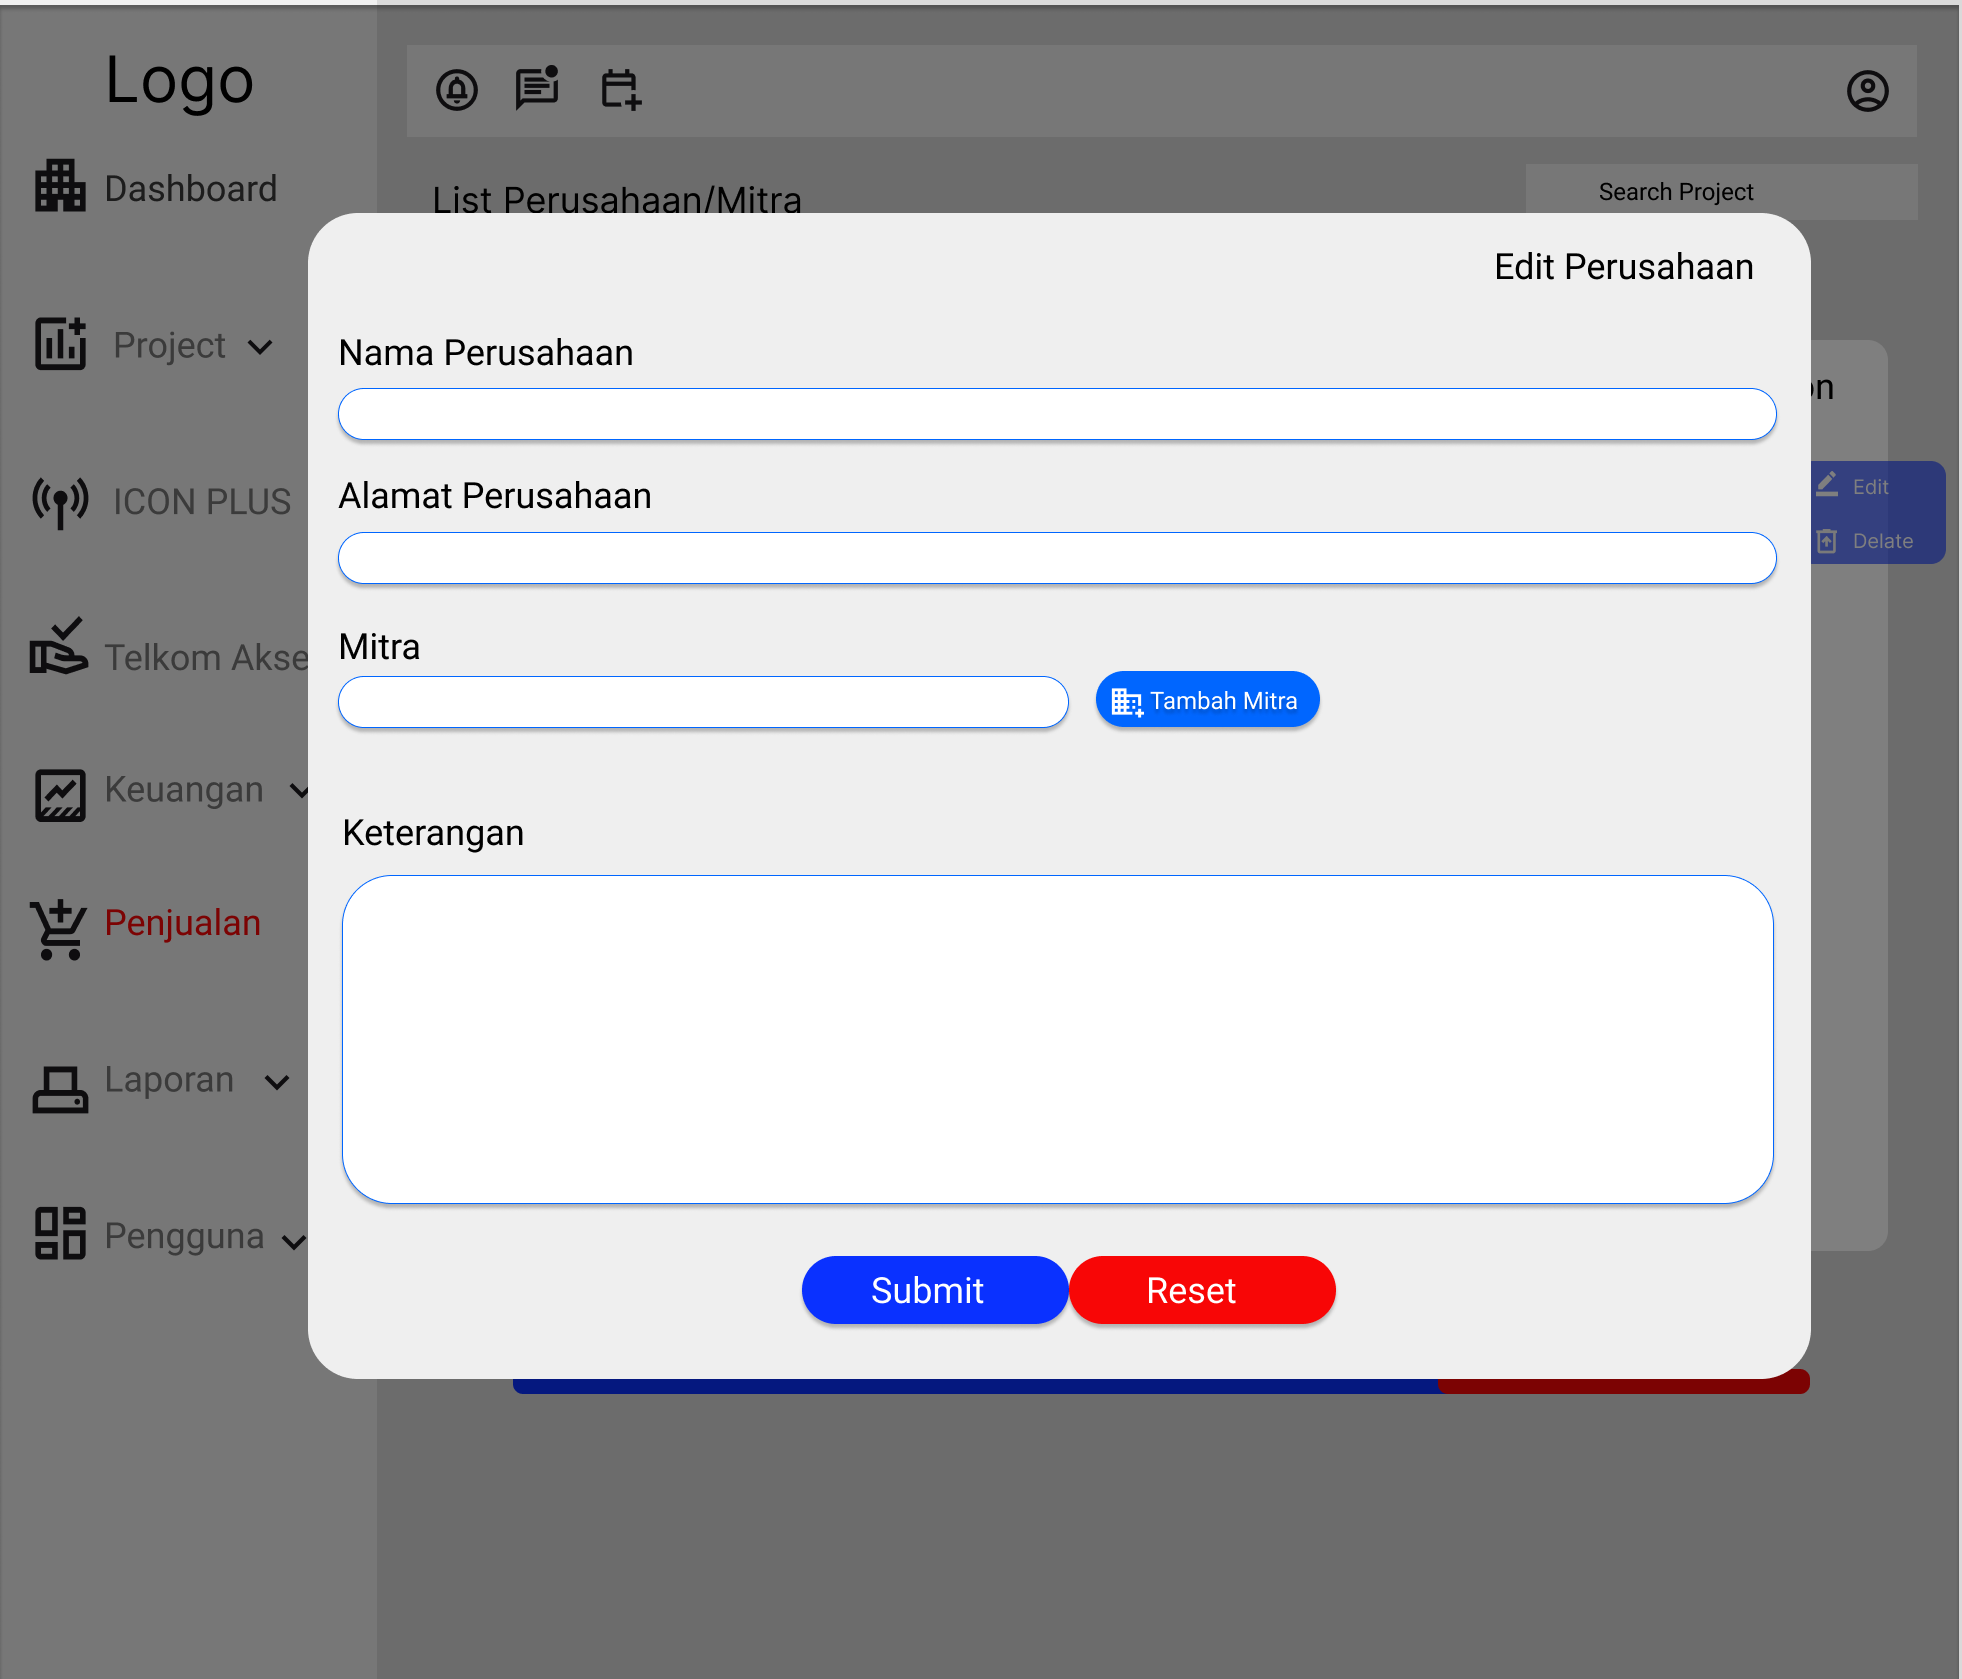 Logo
Dashboard
Project
ICON PLUS
Telkom Akse
Keuangan
Penjualan
Laporan
Pengguna
List Perusahaan/Mitra
Search Project
Edit Perusahaan
Nama Perusahaan
Alamat Perusahaan
Mitra
Tambah Mitra
Keterangan
Submit
Reset
Edit
Delate